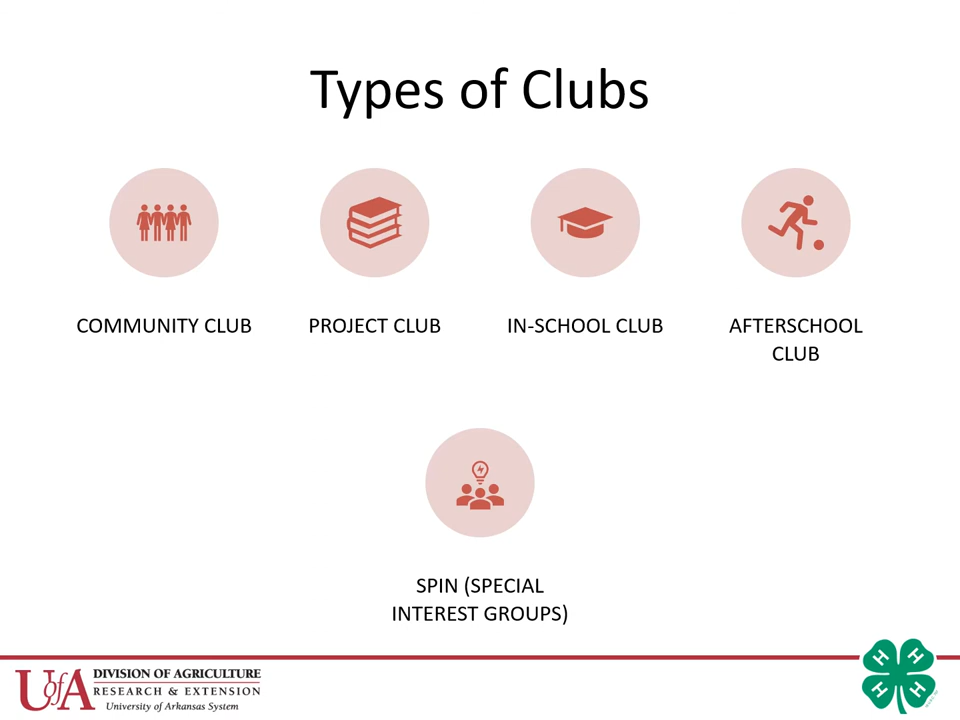 Types of Clubs
COMMUNITY CLUB
PROJECT CLUB
IN-SCHOOL CLUB
AFTERSCHOOL
CLUB
SPIN (SPECIAL
INTEREST GROUPS)
UofA
DIVISION OF AGRICULTURE
RESEARCH & EXTENSION
University of Arkansas System
H H
H H